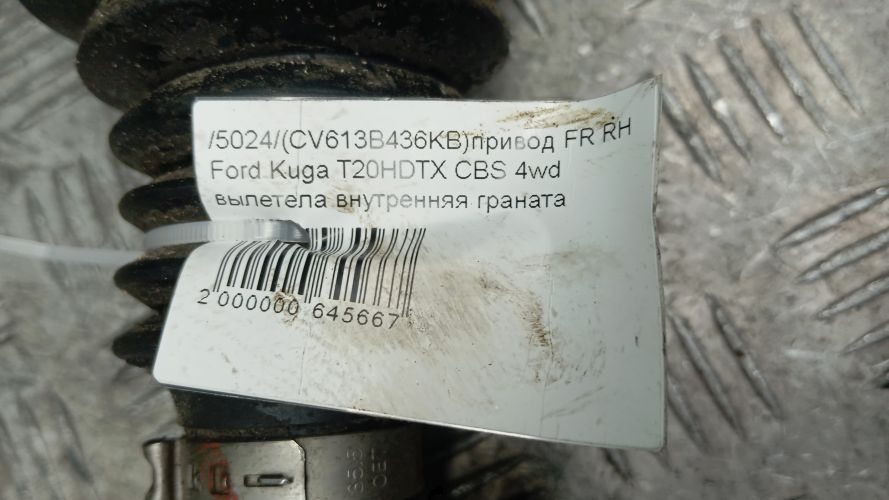 /5024/(CV613B436KB)привод FR RH
Ford Kuga T20HDTX CBS 4wd
вылетела внутренняя граната
2 000000 645667